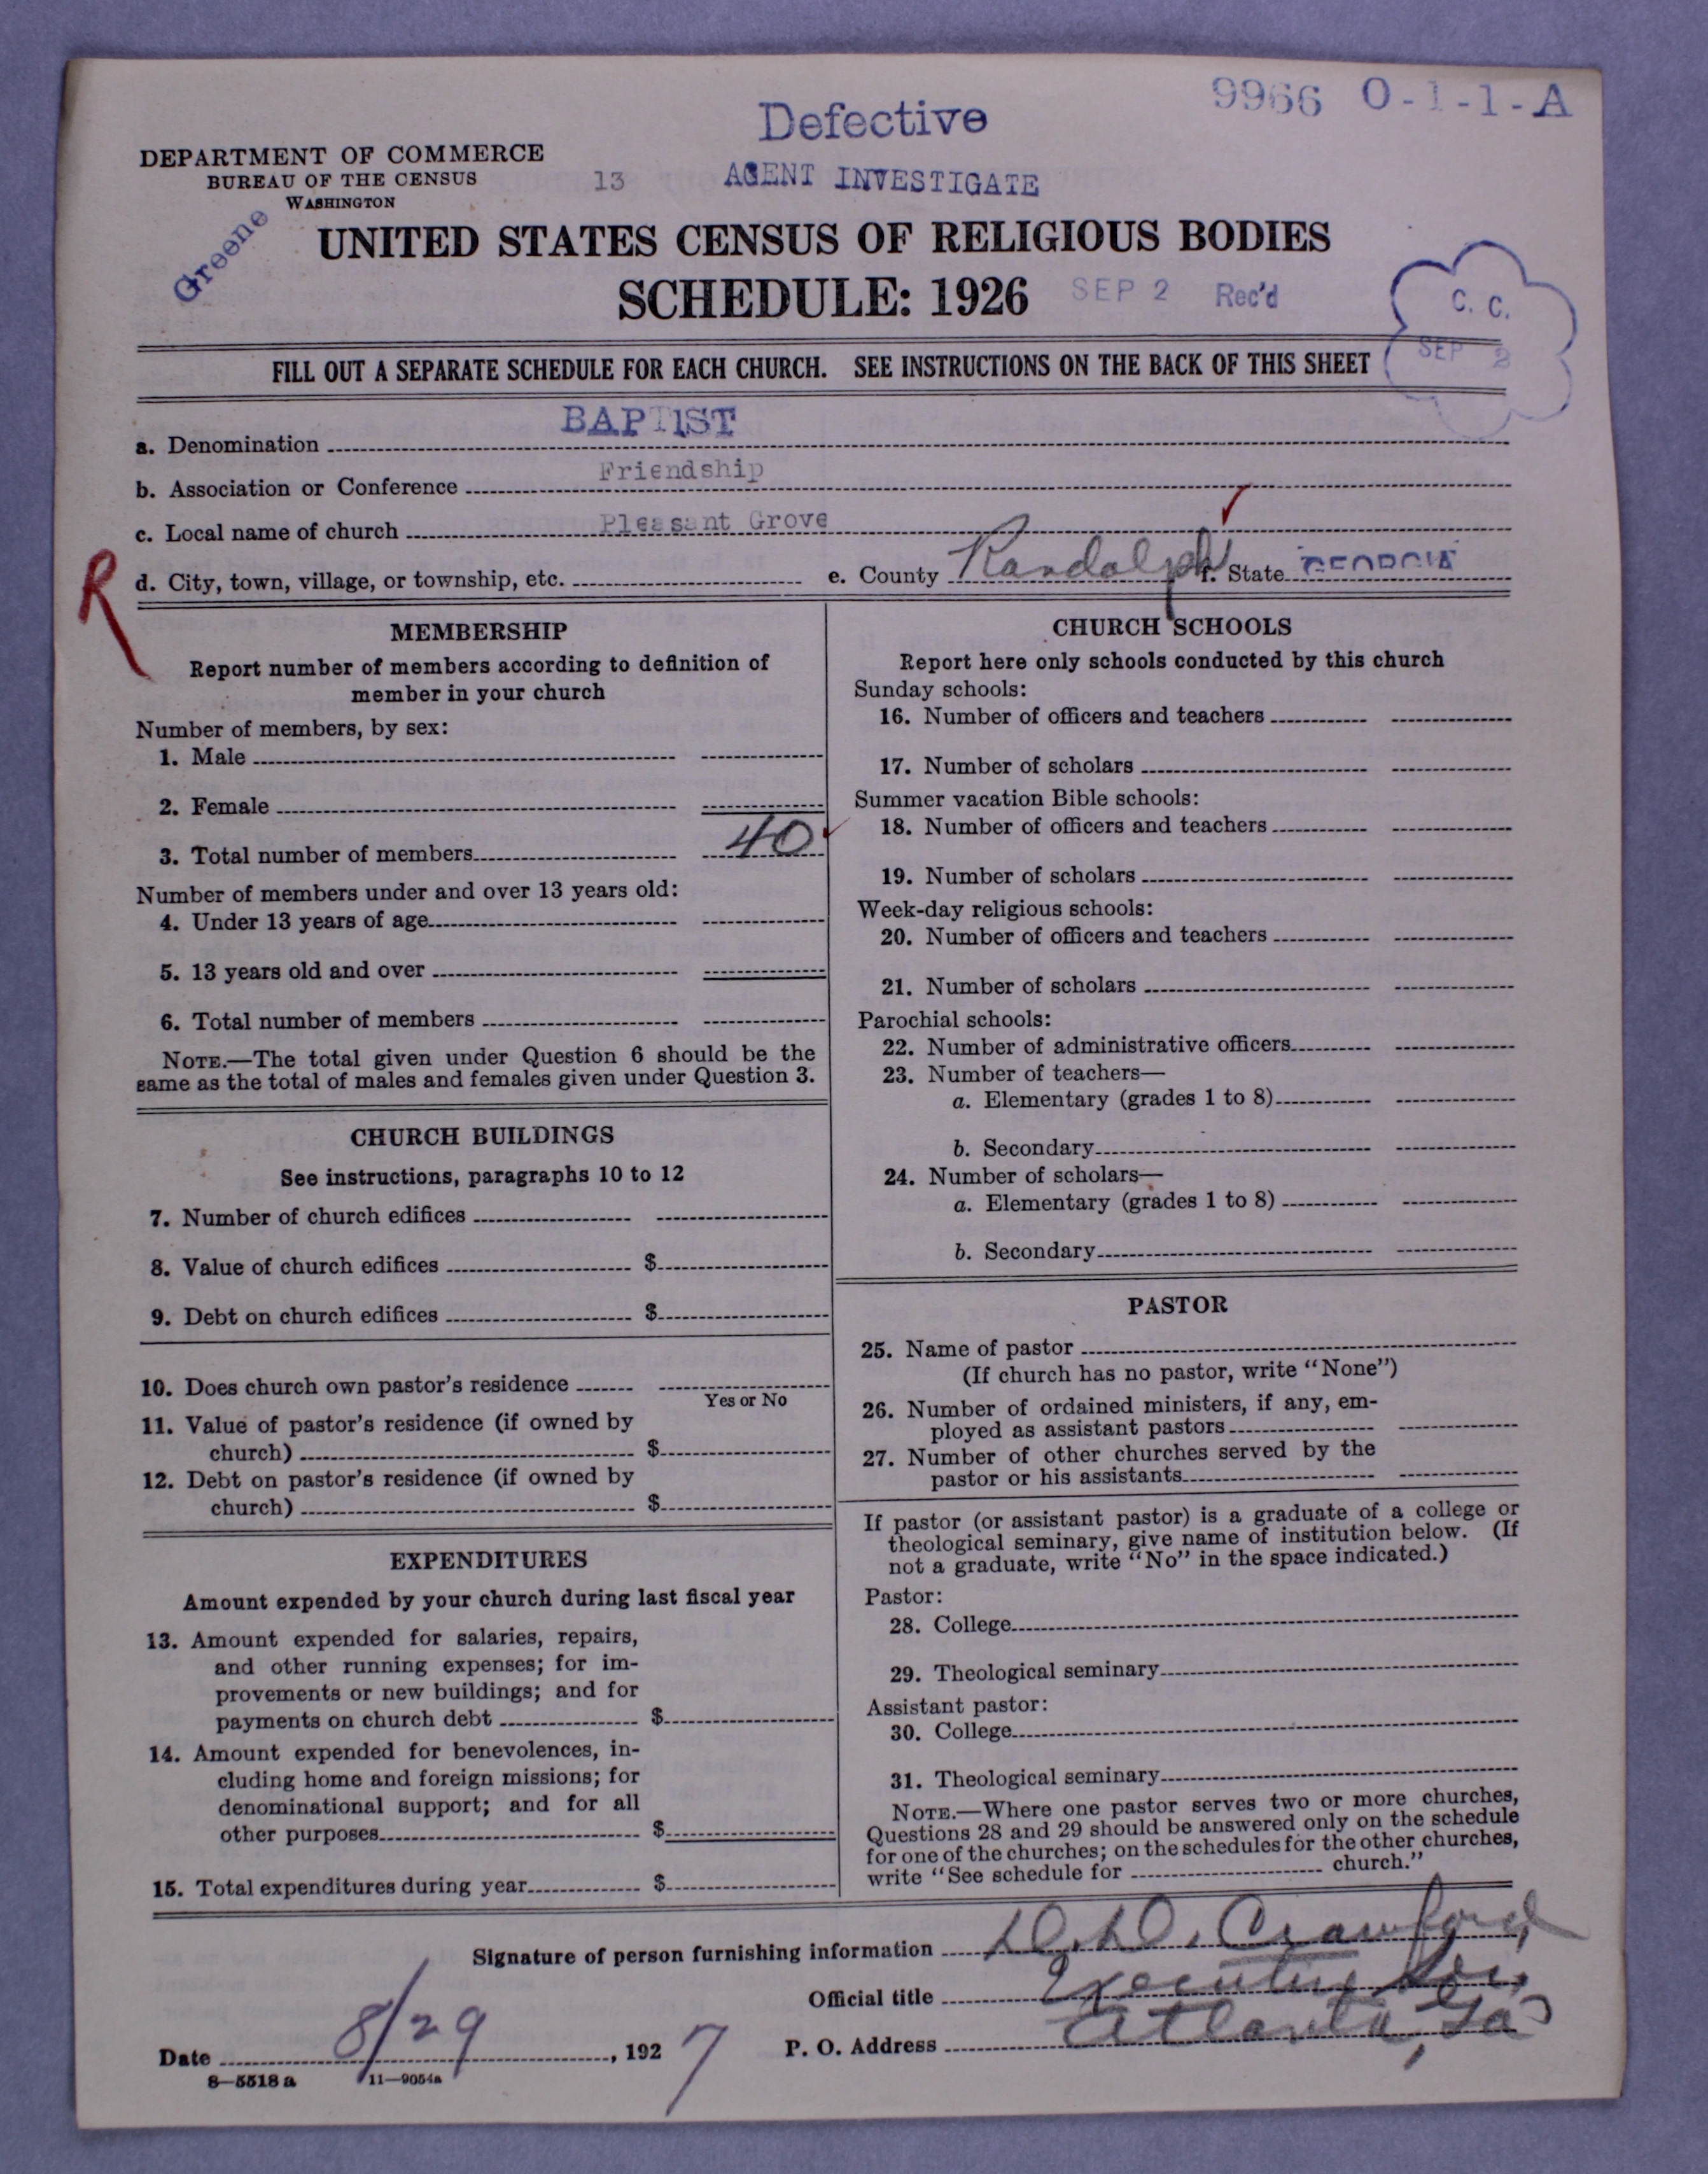 9966 O-1-1-A
Defective
DEPARTMENT OF COMMERCE
BUREAU OF THE CENSUS
WASHINGTON
13
AGENT INVESTIGATE
Greene
UNITED STATES CENSUS OF RELIGIOUS BODIES
SCHEDULE: 1926
SEP 2 Rec'd
C. C.
SEP 2
FILL OUT A SEPARATE SCHEDULE FOR EACH CHURCH. SEE INSTRUCTIONS ON THE BACK OF THIS SHEET
a. Denomination BAPTIST
b. Association or Conference Friendship
c. Local name of church Pleasant Grove
R
d. City, town, village, or township, etc. e. County Randolph f. State GEORGIA
MEMBERSHIP
Report number of members according to definition of
member in your church
Number of members, by sex:
1. Male
2. Female
3. Total number of members 40
Number of members under and over 13 years old:
4. Under 13 years of age
5. 13 years old and over
6. Total number of members
NOTE.—The total given under Question 6 should be the
same as the total of males and females given under Question 3.
CHURCH BUILDINGS
See instructions, paragraphs 10 to 12
7. Number of church edifices
8. Value of church edifices $
9. Debt on church edifices $
10. Does church own pastor's residence
Yes or No
11. Value of pastor's residence (if owned by
church) $
12. Debt on pastor's residence (if owned by
church) $
EXPENDITURES
Amount expended by your church during last fiscal year
13. Amount expended for salaries, repairs,
and other running expenses; for im-
provements or new buildings; and for
payments on church debt $
14. Amount expended for benevolences, in-
cluding home and foreign missions; for
denominational support; and for all
other purposes $
15. Total expenditures during year $
CHURCH SCHOOLS
Report here only schools conducted by this church
Sunday schools:
16. Number of officers and teachers
17. Number of scholars
Summer vacation Bible schools:
18. Number of officers and teachers
19. Number of scholars
Week-day religious schools:
20. Number of officers and teachers
21. Number of scholars
Parochial schools:
22. Number of administrative officers
23. Number of teachers—
a. Elementary (grades 1 to 8)
b. Secondary
24. Number of scholars—
a. Elementary (grades 1 to 8)
b. Secondary
PASTOR
25. Name of pastor
(If church has no pastor, write "None")
26. Number of ordained ministers, if any, em-
ployed as assistant pastors
27. Number of other churches served by the
pastor or his assistants
If pastor (or assistant pastor) is a graduate of a college or
theological seminary, give name of institution below. (If
not a graduate, write "No" in the space indicated.)
Pastor:
28. College
29. Theological seminary
Assistant pastor:
30. College
31. Theological seminary
NOTE.—Where one pastor serves two or more churches,
Questions 28 and 29 should be answered only on the schedule
for one of the churches; on the schedules for the other churches,
write "See schedule for church."
Signature of person furnishing information D. D. Crawford
Official title Executive Sec.
Date 8/29, 1927 P. O. Address Atlanta, Ga
8—5518 a 11—9054a